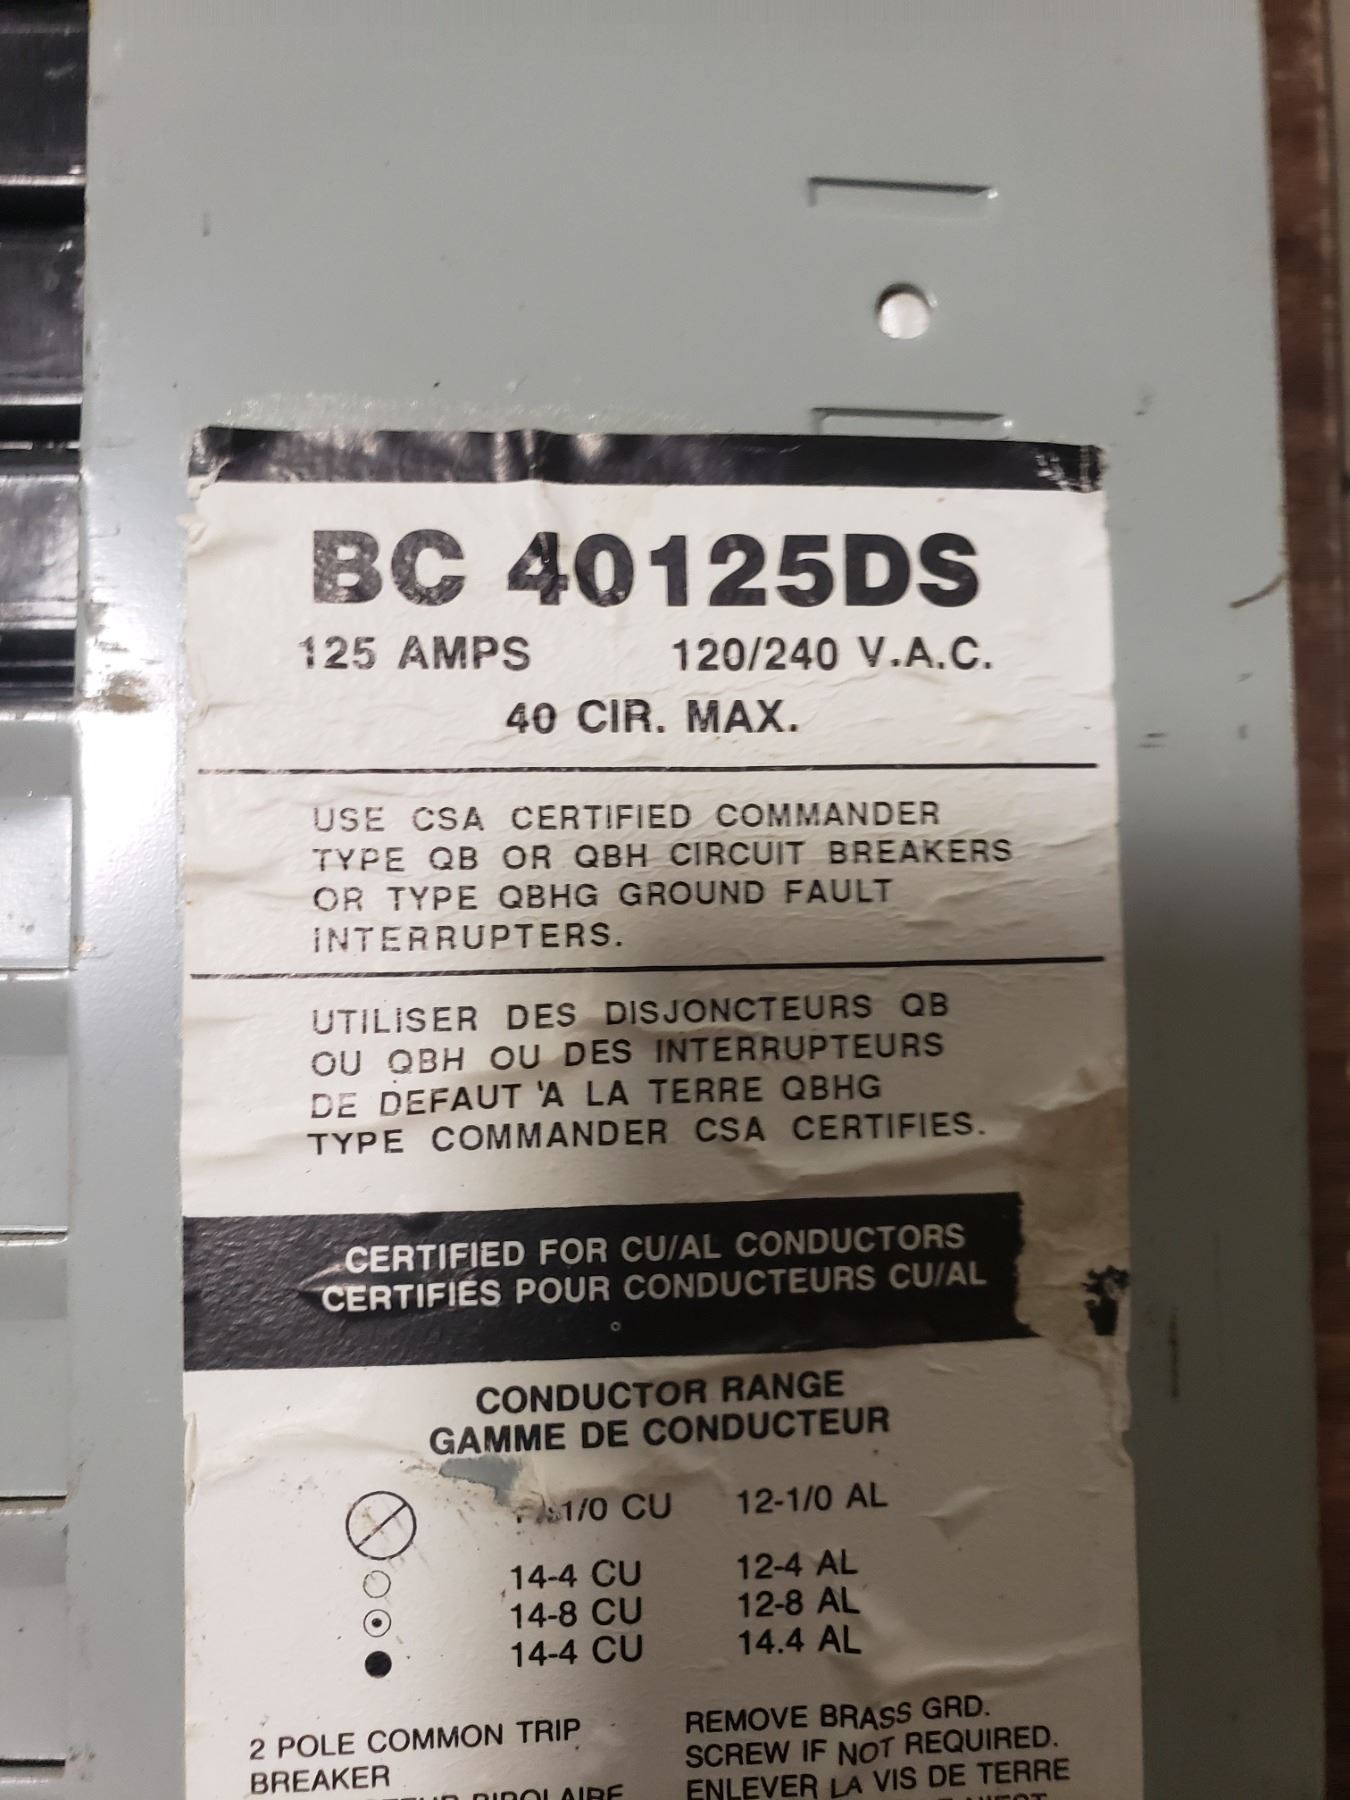 BC 40125DS
125 AMPS 120/240 V.A.C.
40 CIR. MAX.
USE CSA CERTIFIED COMMANDER
TYPE QB OR QBH CIRCUIT BREAKERS
OR TYPE QBHG GROUND FAULT
INTERRUPTERS.
UTILISER DES DISJONCTEURS QB
OU QBH OU DES INTERRUPTEURS
DE DEFAUT 'A LA TERRE QBHG
TYPE COMMANDER CSA CERTIFIES.
CERTIFIED FOR CU/AL CONDUCTORS
CERTIFIÉS POUR CONDUCTEURS CU/AL
CONDUCTOR RANGE
GAMME DE CONDUCTEUR
1/0 CU 12-1/0 AL
14-4 CU 12-4 AL
14-8 CU 12-8 AL
14-4 CU 14.4 AL
2 POLE COMMON TRIP
BREAKER
REMOVE BRASS GRD.
SCREW IF NOT REQUIRED.
ENLEVER LA VIS DE TERRE